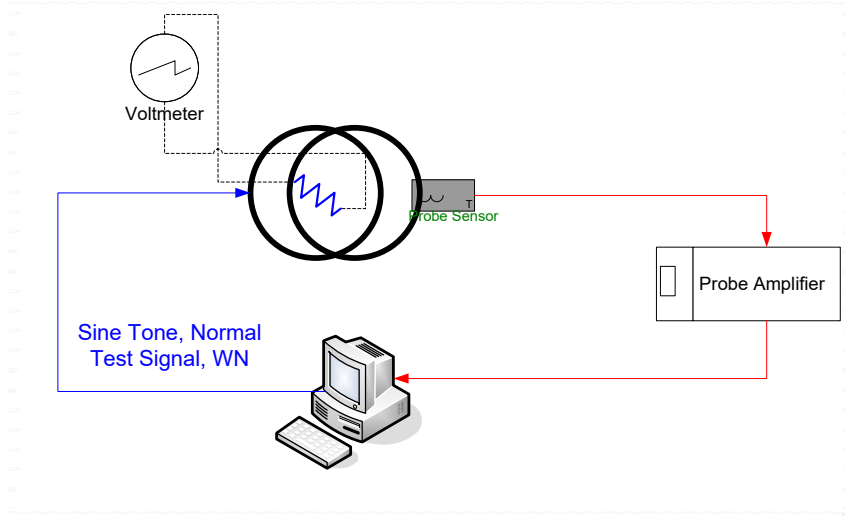 Voltmeter
T
Probe Sensor
Probe Amplifier
Sine Tone, Normal
Test Signal, WN